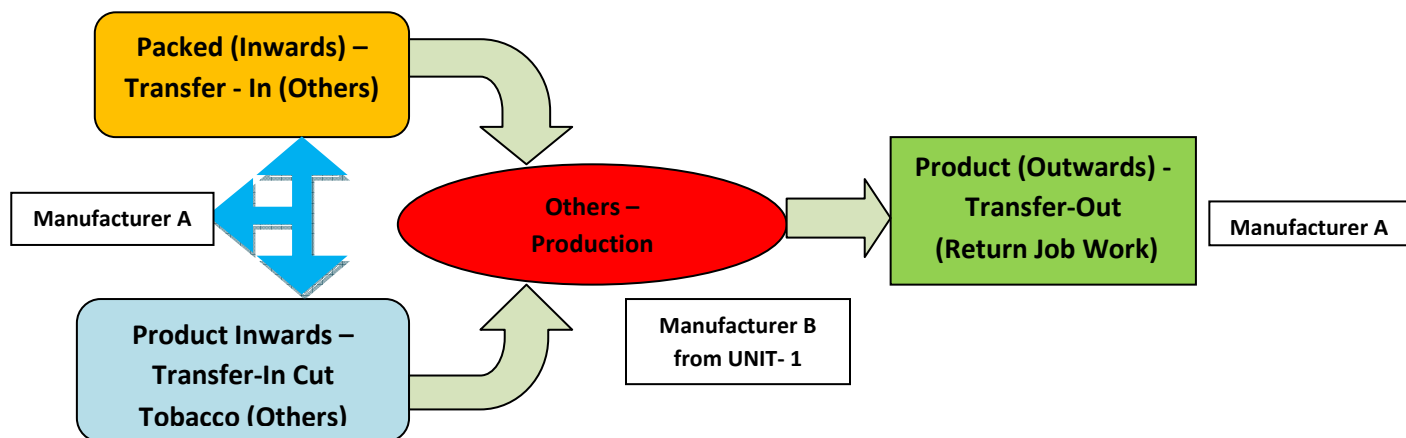 Packed (Inwards) –
Transfer - In (Others)
Manufacturer A
Product Inwards –
Transfer-In Cut
Tobacco (Others)
Others –
Production
Manufacturer B
from UNIT- 1
Product (Outwards) -
Transfer-Out
(Return Job Work)
Manufacturer A